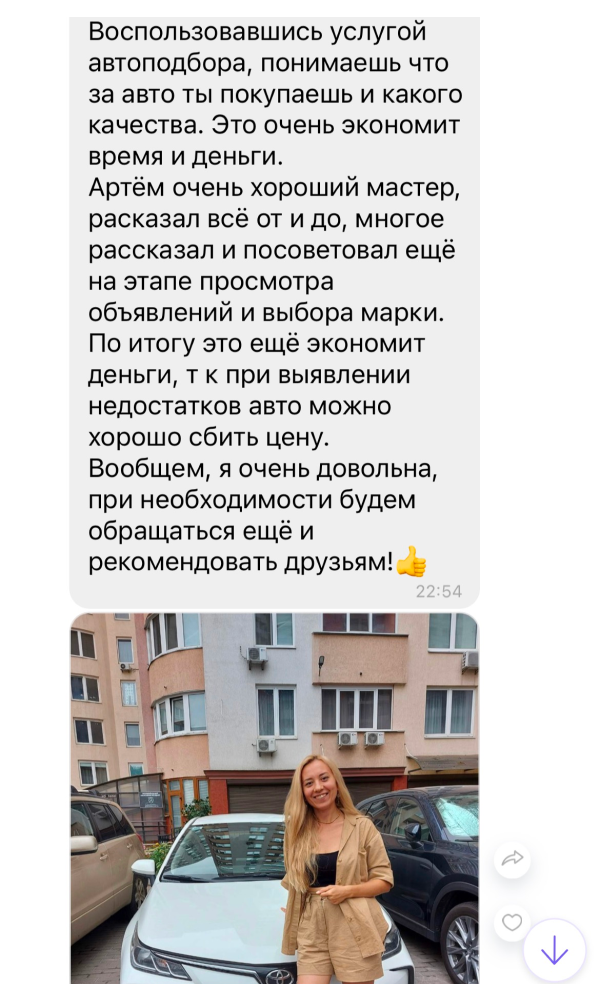 Воспользовавшись услугой
автоподбора, понимаешь что
за авто ты покупаешь и какого
качества. Это очень экономит
время и деньги.
Артём очень хороший мастер,
расказал всё от и до, многое
рассказал и посоветовал ещё
на этапе просмотра
объявлений и выбора марки.
По итогу это ещё экономит
деньги, т к при выявлении
недостатков авто можно
хорошо сбить цену.
Вообщем, я очень довольна,
при необходимости будем
обращаться ещё и
рекомендовать друзьям!👍
22:54